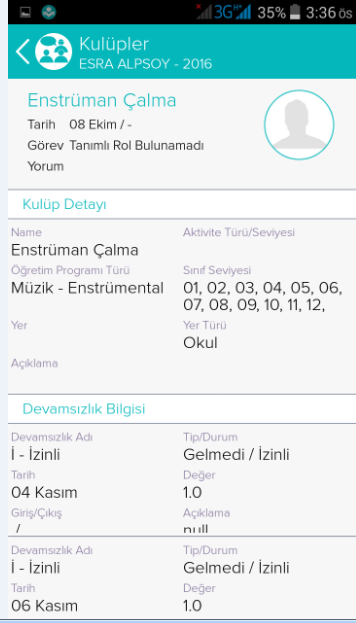 3G H 35% 3:36 ös
Kulüpler
ESRA ALPSOY - 2016
Enstrüman Çalma
Tarih 08 Ekim / -
Görev Tanımlı Rol Bulunamadı
Yorum
Kulüp Detayı
Name Aktivite Türü/Seviyesi
Enstrüman Çalma
Öğretim Programı Türü Sınıf Seviyesi
Müzik - Enstrümental 01, 02, 03, 04, 05, 06,
07, 08, 09, 10, 11, 12,
Yer Yer Türü
Okul
Açıklama
Devamsızlık Bilgisi
Devamsızlık Adı Tip/Durum
İ - İzinli Gelmedi / İzinli
Tarih Değer
04 Kasım 1.0
Giriş/Çıkış Açıklama
/ null
Devamsızlık Adı Tip/Durum
İ - İzinli Gelmedi / İzinli
Tarih Değer
06 Kasım 1.0